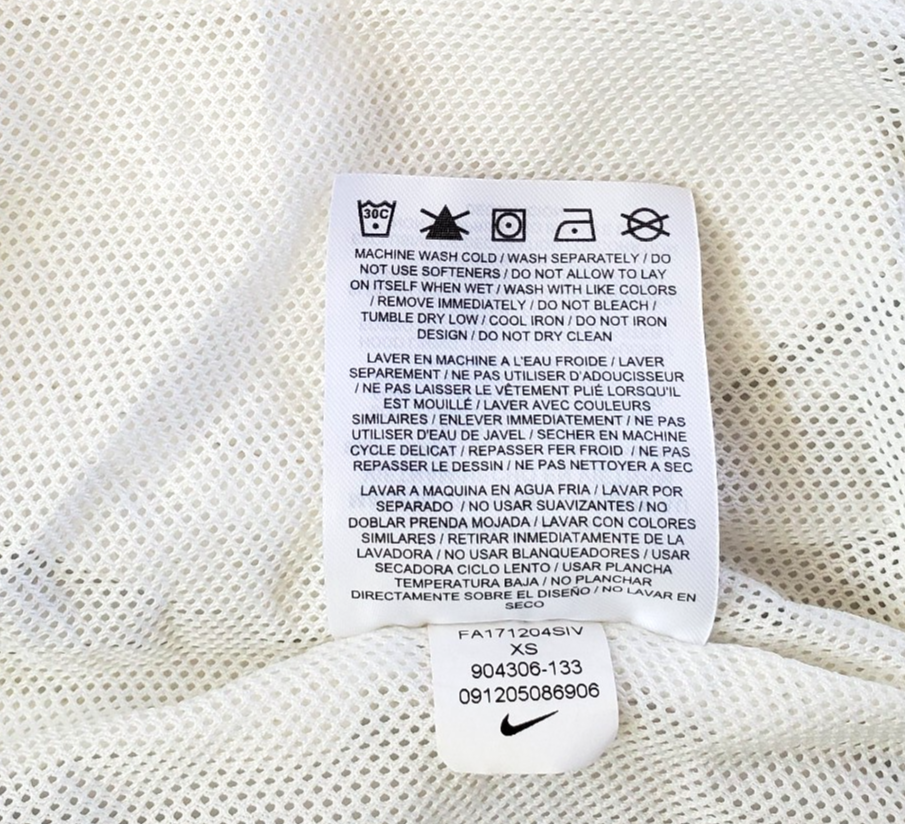 30C
MACHINE WASH COLD / WASH SEPARATELY / DO
NOT USE SOFTENERS / DO NOT ALLOW TO LAY
ON ITSELF WHEN WET / WASH WITH LIKE COLORS
/ REMOVE IMMEDIATELY / DO NOT BLEACH /
TUMBLE DRY LOW / COOL IRON / DO NOT IRON
DESIGN / DO NOT DRY CLEAN
LAVER EN MACHINE A L'EAU FROIDE / LAVER
SEPAREMENT / NE PAS UTILISER D'ADOUCISSEUR
/ NE PAS LAISSER LE VÊTEMENT PLIÉ LORSQU'IL
EST MOUILLÉ / LAVER AVEC COULEURS
SIMILAIRES / ENLEVER IMMEDIATEMENT / NE PAS
UTILISER D'EAU DE JAVEL / SECHER EN MACHINE
CYCLE DELICAT / REPASSER FER FROID / NE PAS
REPASSER LE DESSIN / NE PAS NETTOYER A SEC
LAVAR A MAQUINA EN AGUA FRIA / LAVAR POR
SEPARADO / NO USAR SUAVIZANTES / NO
DOBLAR PRENDA MOJADA / LAVAR CON COLORES
SIMILARES / RETIRAR INMEDIATAMENTE DE LA
LAVADORA / NO USAR BLANQUEADORES / USAR
SECADORA CICLO LENTO / USAR PLANCHA
TEMPERATURA BAJA / NO PLANCHAR
DIRECTAMENTE SOBRE EL DISEÑO / NO LAVAR EN
SECO
FA171204SIV
XS
904306-133
091205086906